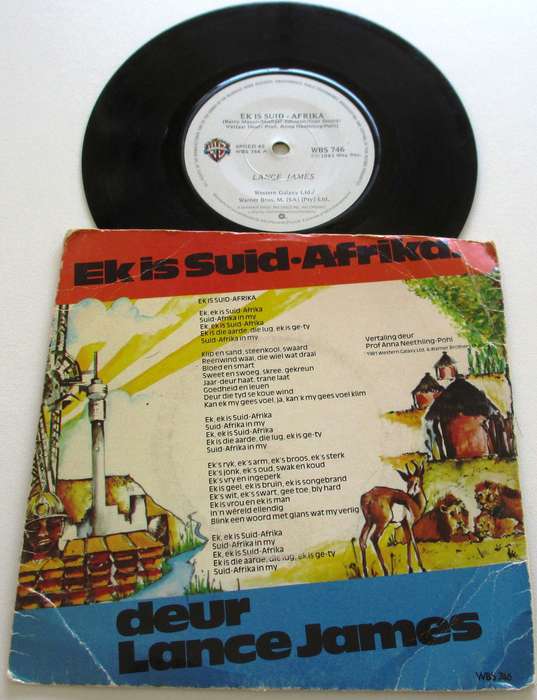 EK IS SUID - AFRIKA
WBS 746
LANCE JAMES
Western Galaxy Ltd./
Warner Bros. M. (SA) (Pty) Ltd.
Ek is Suid-Afrika.
EK IS SUID-AFRIKA
Ek, ek is Suid-Afrika
Suid-Afrika in my
Ek, ek is Suid-Afrika
Ek is die aarde, die lug, ek is ge-ty
Suid-Afrika in my
Klip en sand, steenkool, swaard
Reenwind waai, die wiel wat draai
Bloed en smart
Sweet en swoeg, skree, gekreun
Jaar-deur haat, trane laat
Goedheid en leuen
Deur die tyd se koue wind
Kan ek my gees voel, ja, kan 'k my gees voel klim
Vertaling deur
Prof Anna Neethling-Pohl
1981 Western Galaxy Ltd. & Warner Brothers
Ek, ek is Suid-Afrika
Suid-Afrika in my
Ek, ek is Suid-Afrika
Ek is die aarde, die lug, ek is ge-ty
Suid-Afrika in my
Ek's ryk, ek's arm, ek's broos, ek's sterk
Ek's jonk, ek's oud, swak en koud
Ek's vry en ingeperk
Ek is geel, ek is bruin, ek is songebrand
Ek's wit, ek's swart, gee toe, bly hard
Ek is vrou en ek is man
In 'n wêreld ellendig
Blink een woord met glans wat my verlig
Ek, ek is Suid-Afrika
Suid-Afrika in my
Ek, ek is Suid-Afrika
Ek is die aarde, die lug, ek is ge-ty
Suid-Afrika in my
deur
Lance James
WBS 746